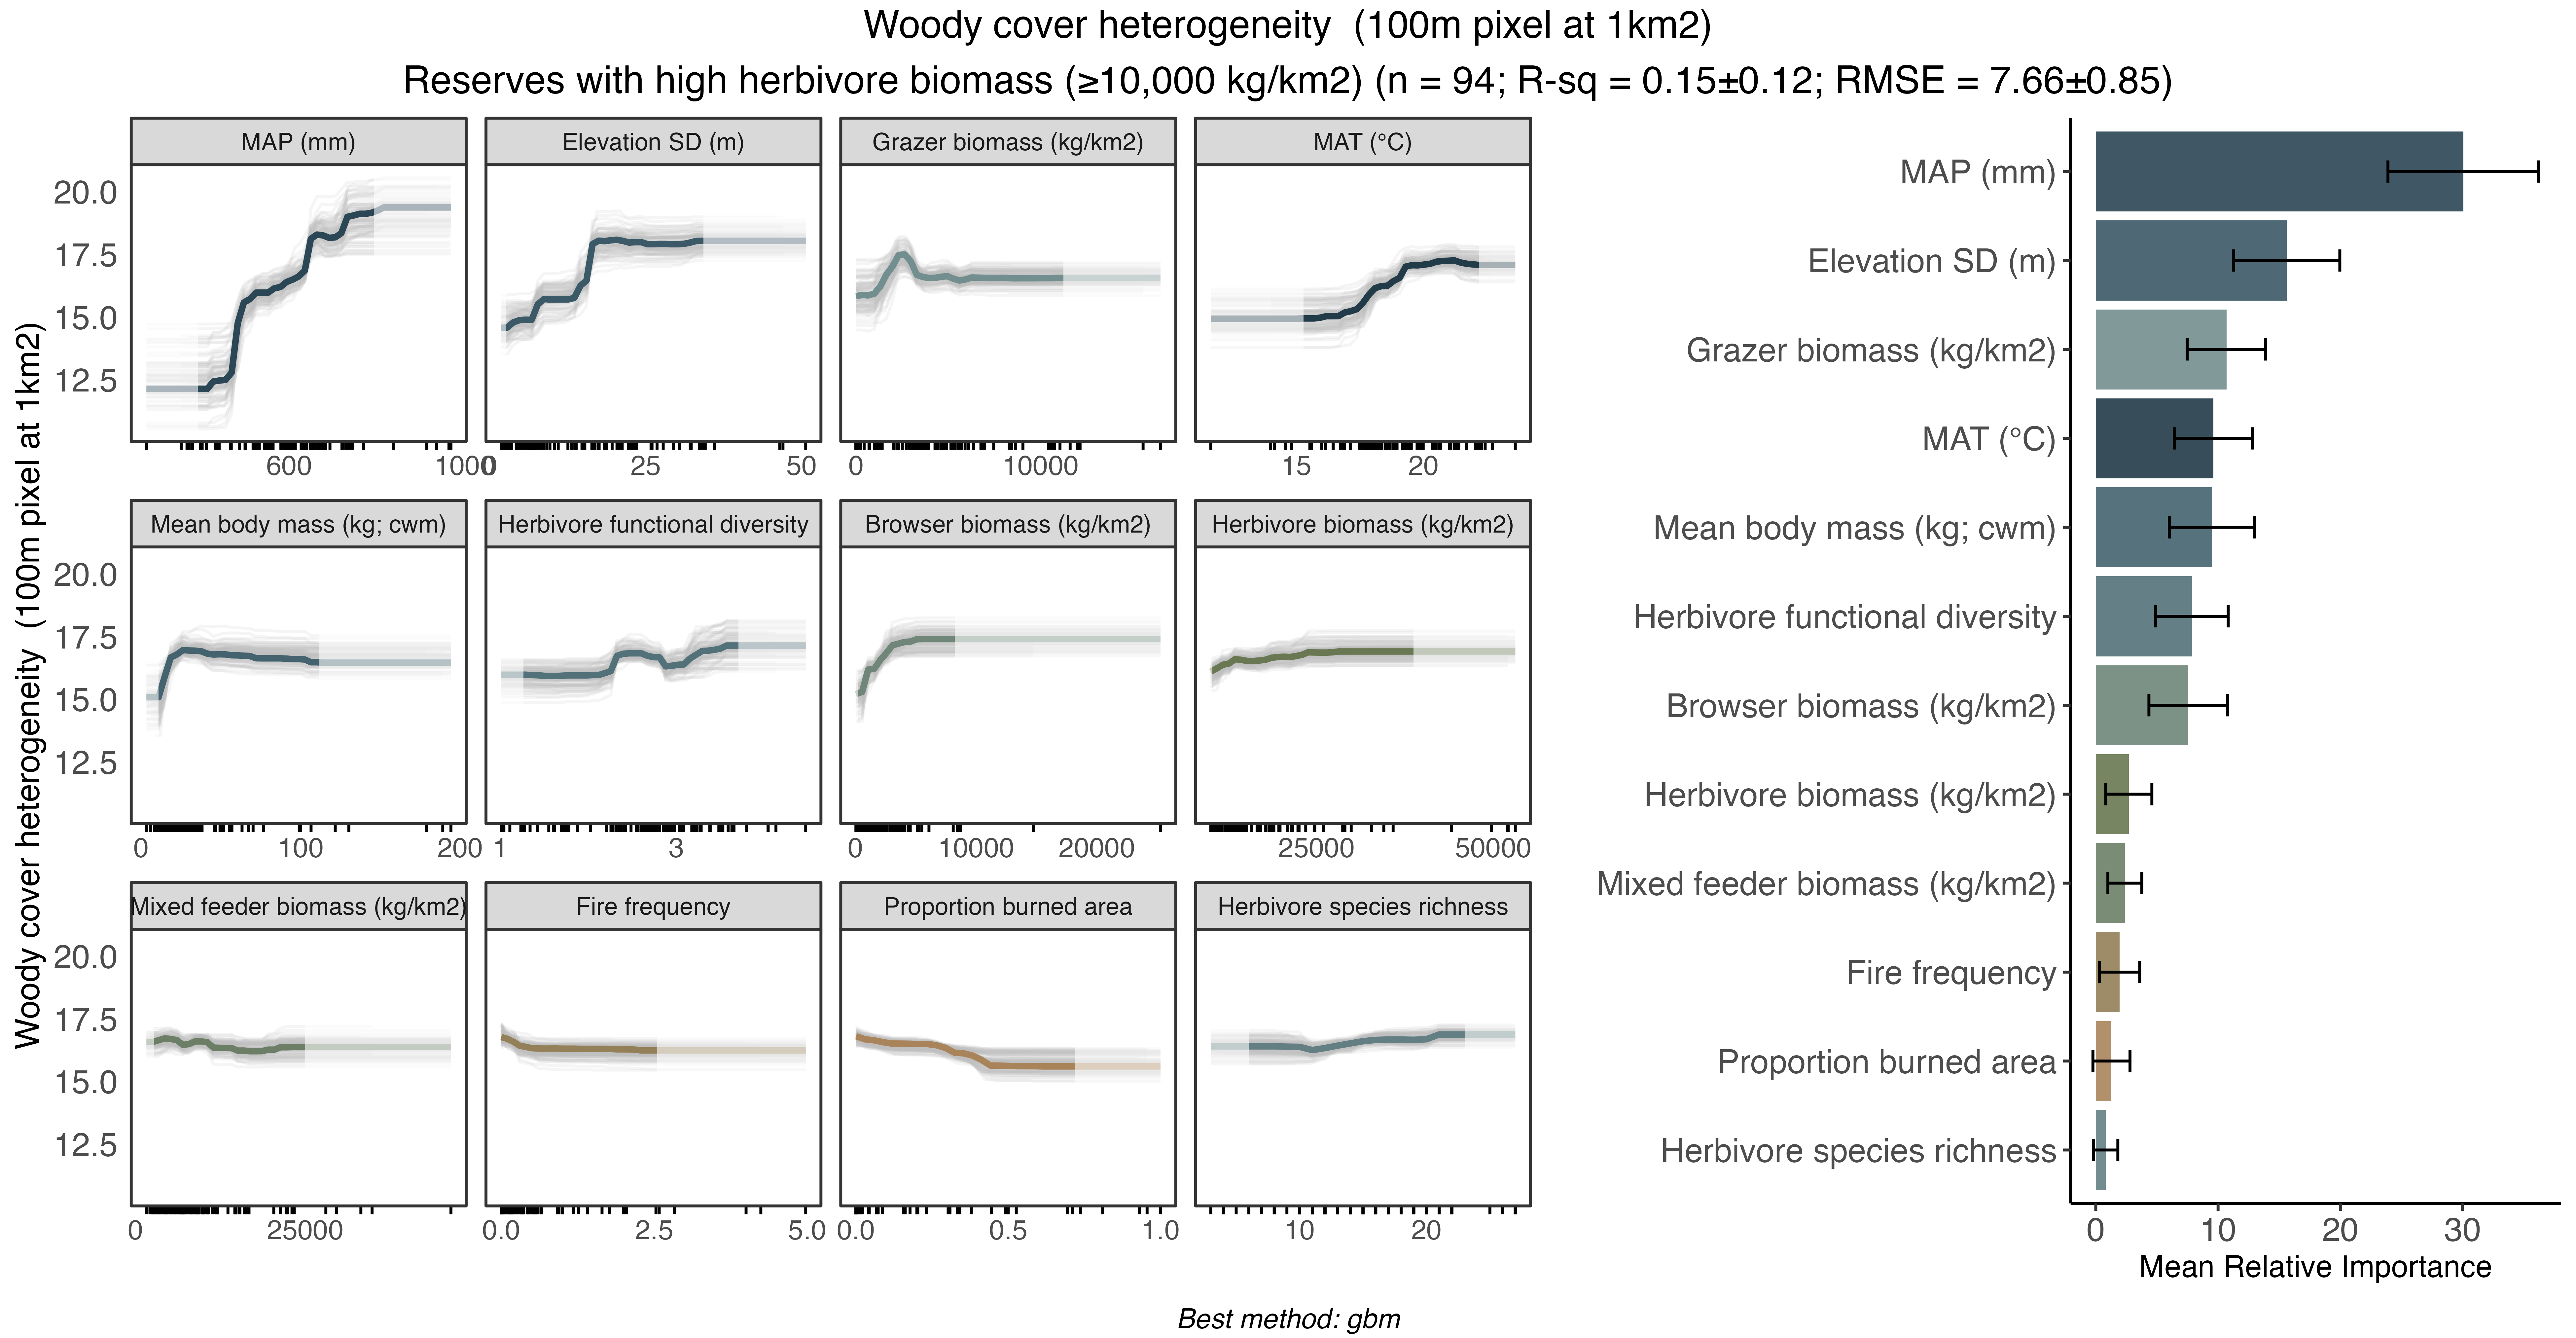 Woody cover heterogeneity  (100m pixel at 1km2)
Reserves with high herbivore biomass (≥10,000 kg/km2) (n = 94; R-sq = 0.15±0.12; RMSE = 7.66±0.85)
Woody cover heterogeneity  (100m pixel at 1km2)
MAP (mm)
Elevation SD (m)
Grazer biomass (kg/km2)
MAT (°C)
20.0
17.5
15.0
12.5
600 1000
0 25 50
0 10000
15 20
Mean body mass (kg; cwm)
Herbivore functional diversity
Browser biomass (kg/km2)
Herbivore biomass (kg/km2)
20.0
17.5
15.0
12.5
0 100 200
1 3
0 10000 20000
25000 50000
Mixed feeder biomass (kg/km2)
Fire frequency
Proportion burned area
Herbivore species richness
20.0
17.5
15.0
12.5
0 25000
0.0 2.5 5.0
0.0 0.5 1.0
10 20
MAP (mm)
Elevation SD (m)
Grazer biomass (kg/km2)
MAT (°C)
Mean body mass (kg; cwm)
Herbivore functional diversity
Browser biomass (kg/km2)
Herbivore biomass (kg/km2)
Mixed feeder biomass (kg/km2)
Fire frequency
Proportion burned area
Herbivore species richness
0 10 20 30
Mean Relative Importance
Best method: gbm